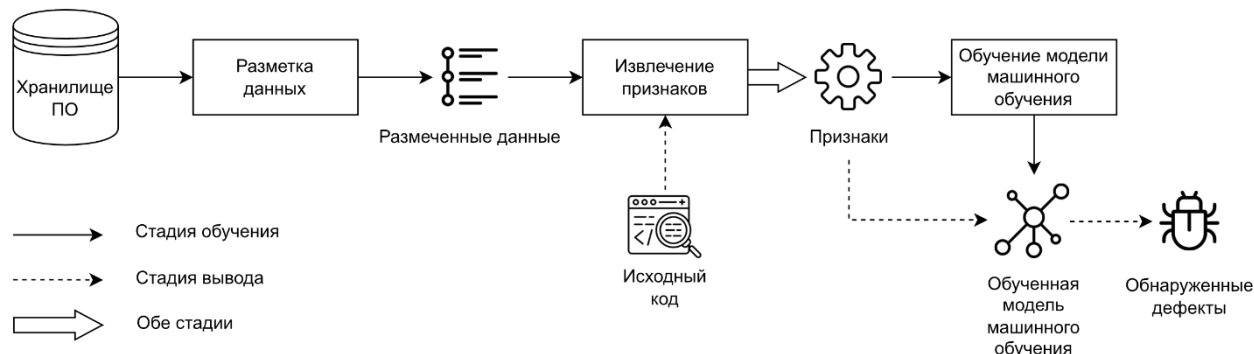 Хранилище
ПО
Разметка
данных
Размеченные данные
Извлечение
признаков
Признаки
Обучение модели
машинного
обучения
</>
Исходный
код
Обученная
модель
машинного
обучения
Обнаруженные
дефекты
Стадия обучения
Стадия вывода
Обе стадии